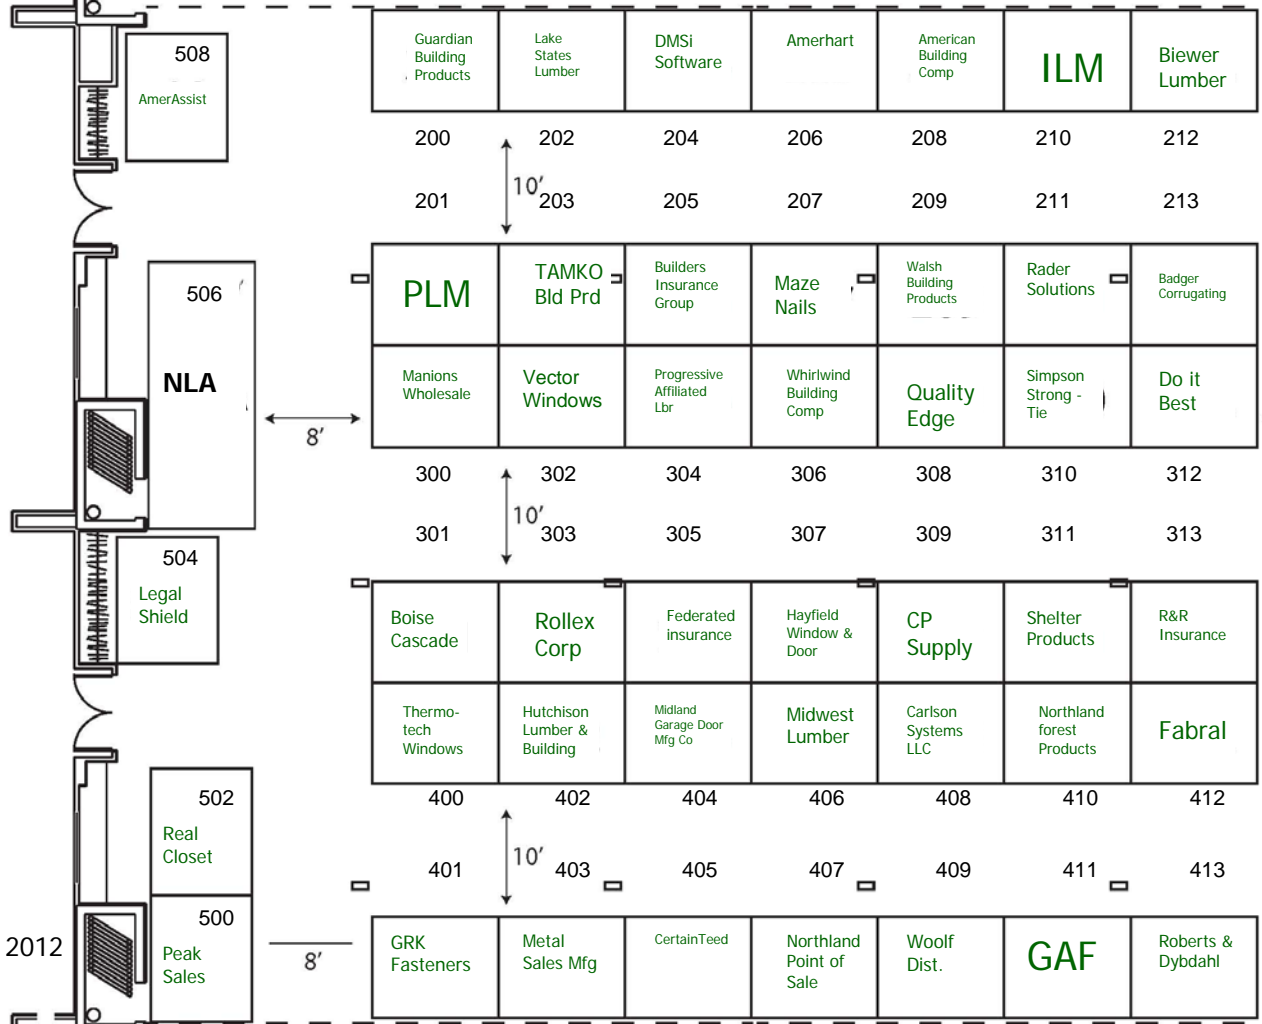 508
AmerAssist
Guardian
Building
Products
Lake
States
Lumber
DMSi
Software
Amerhart
American
Building
Comp
ILM
Biewer
Lumber
200 202 204 206 208 210 212
10'
201 203 205 207 209 211 213
506
NLA
PLM
TAMKO
Bld Prd
Builders
Insurance
Group
Maze
Nails
Walsh
Building
Products
Rader
Solutions
Badger
Corrugating
Manions
Wholesale
Vector
Windows
Progressive
Affiliated
Lbr
Whirlwind
Building
Comp
Quality
Edge
Simpson
Strong -
Tie
Do it
Best
8'
300 302 304 306 308 310 312
10'
301 303 305 307 309 311 313
504
Legal
Shield
Boise
Cascade
Rollex
Corp
Federated
insurance
Hayfield
Window &
Door
CP
Supply
Shelter
Products
R&R
Insurance
Thermo-
tech
Windows
Hutchison
Lumber &
Building
Midland
Garage Door
Mfg Co
Midwest
Lumber
Carlson
Systems
LLC
Northland
forest
Products
Fabral
502
Real
Closet
400 402 404 406 408 410 412
10'
401 403 405 407 409 411 413
500
Peak
Sales
2012
8'
GRK
Fasteners
Metal
Sales Mfg
CertainTeed
Northland
Point of
Sale
Woolf
Dist.
GAF
Roberts &
Dybdahl